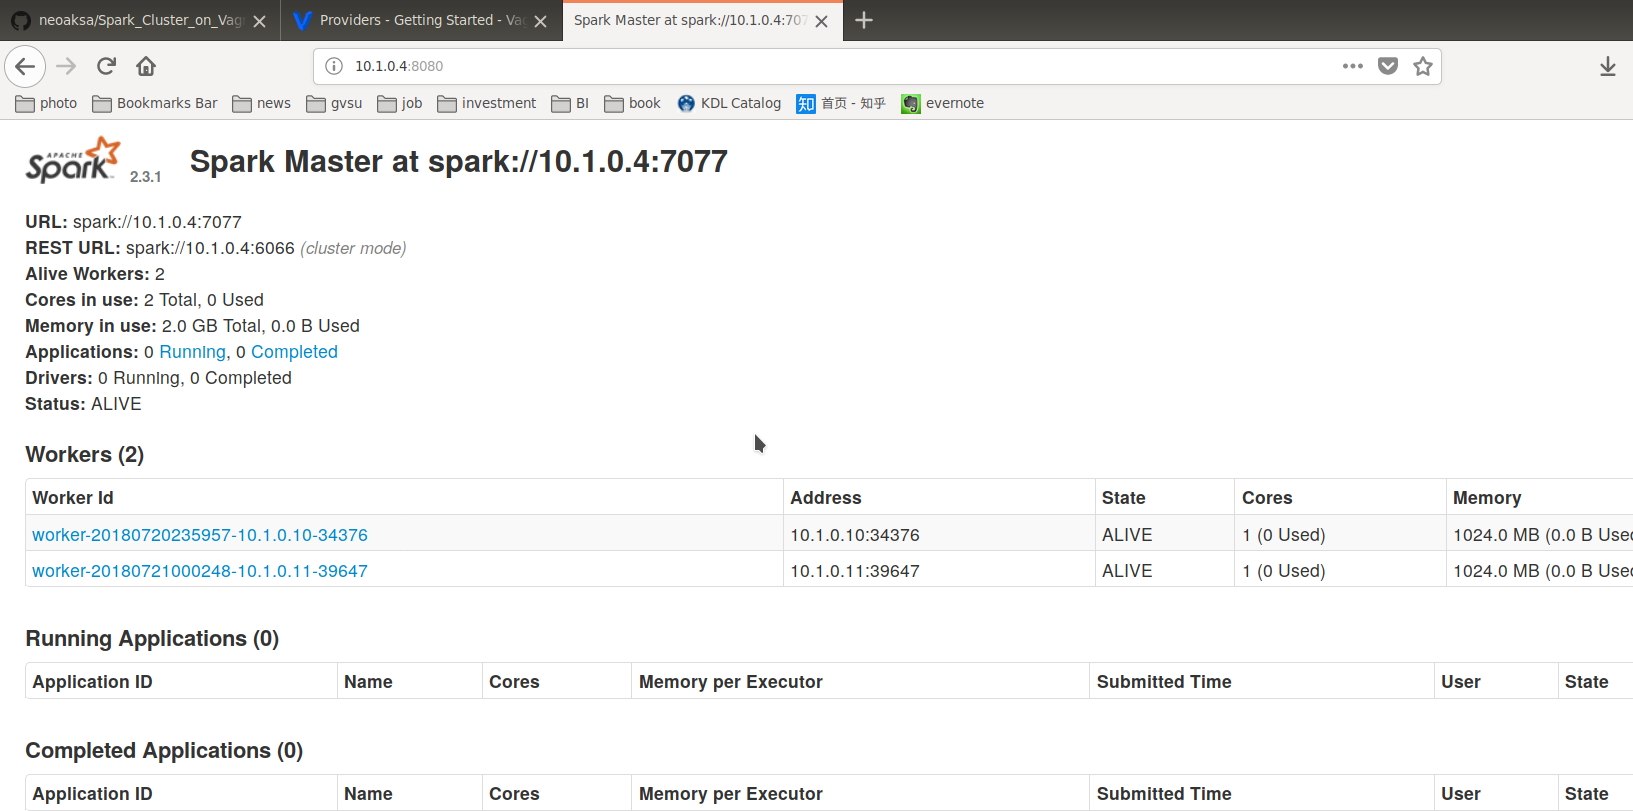 neoaksa/Spark_Cluster_on_Vagr
Providers - Getting Started - Vag
Spark Master at spark://10.1.0.4:707
10.1.0.4:8080
photo Bookmarks Bar news gvsu job investment BI book KDL Catalog 知 首页 - 知乎 evernote
APACHE Spark 2.3.1 Spark Master at spark://10.1.0.4:7077
URL: spark://10.1.0.4:7077
REST URL: spark://10.1.0.4:6066 (cluster mode)
Alive Workers: 2
Cores in use: 2 Total, 0 Used
Memory in use: 2.0 GB Total, 0.0 B Used
Applications: 0 Running, 0 Completed
Drivers: 0 Running, 0 Completed
Status: ALIVE
Workers (2)
Worker Id Address State Cores Memory
worker-20180720235957-10.1.0.10-34376 10.1.0.10:34376 ALIVE 1 (0 Used) 1024.0 MB (0.0 B Used
worker-20180721000248-10.1.0.11-39647 10.1.0.11:39647 ALIVE 1 (0 Used) 1024.0 MB (0.0 B Used
Running Applications (0)
Application ID Name Cores Memory per Executor Submitted Time User State
Completed Applications (0)
Application ID Name Cores Memory per Executor Submitted Time User State